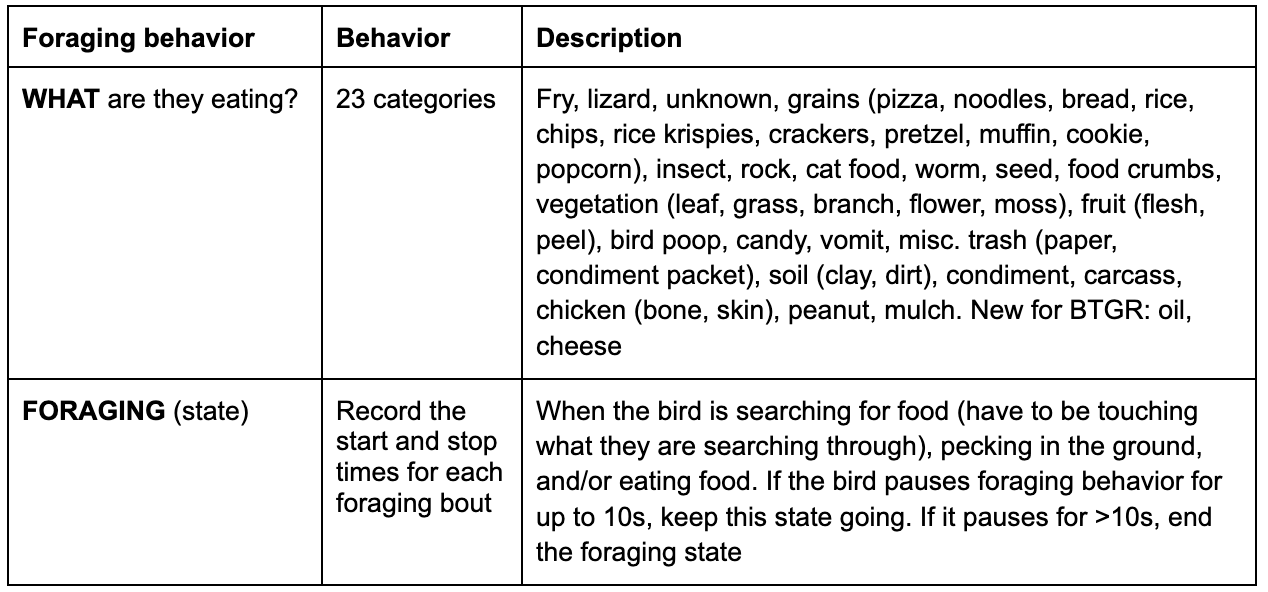 Foraging behavior
Behavior
Description
WHAT are they eating?
23 categories
Fry, lizard, unknown, grains (pizza, noodles, bread, rice,
chips, rice krispies, crackers, pretzel, muffin, cookie,
popcorn), insect, rock, cat food, worm, seed, food crumbs,
vegetation (leaf, grass, branch, flower, moss), fruit (flesh,
peel), bird poop, candy, vomit, misc. trash (paper,
condiment packet), soil (clay, dirt), condiment, carcass,
chicken (bone, skin), peanut, mulch. New for BTGR: oil,
cheese
FORAGING (state)
Record the
start and stop
times for each
foraging bout
When the bird is searching for food (have to be touching
what they are searching through), pecking in the ground,
and/or eating food. If the bird pauses foraging behavior for
up to 10s, keep this state going. If it pauses for >10s, end
the foraging state